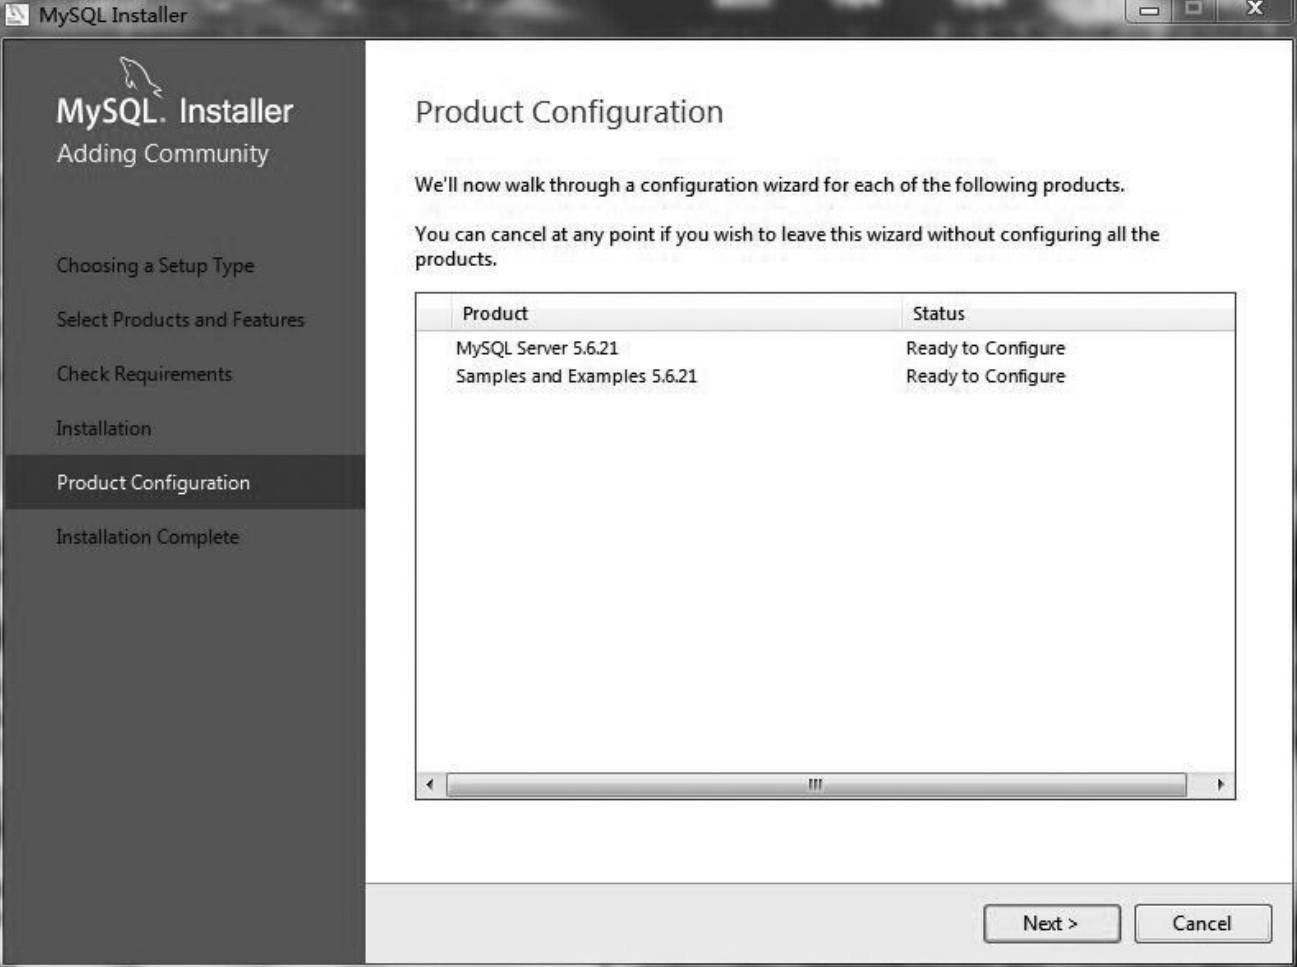 MySQL Installer
MySQL. Installer
Adding Community
Choosing a Setup Type
Select Products and Features
Check Requirements
Installation
Product Configuration
Installation Complete
Product Configuration
We'll now walk through a configuration wizard for each of the following products.
You can cancel at any point if you wish to leave this wizard without configuring all the
products.
Product Status
MySQL Server 5.6.21 Ready to Configure
Samples and Examples 5.6.21 Ready to Configure
Next >
Cancel